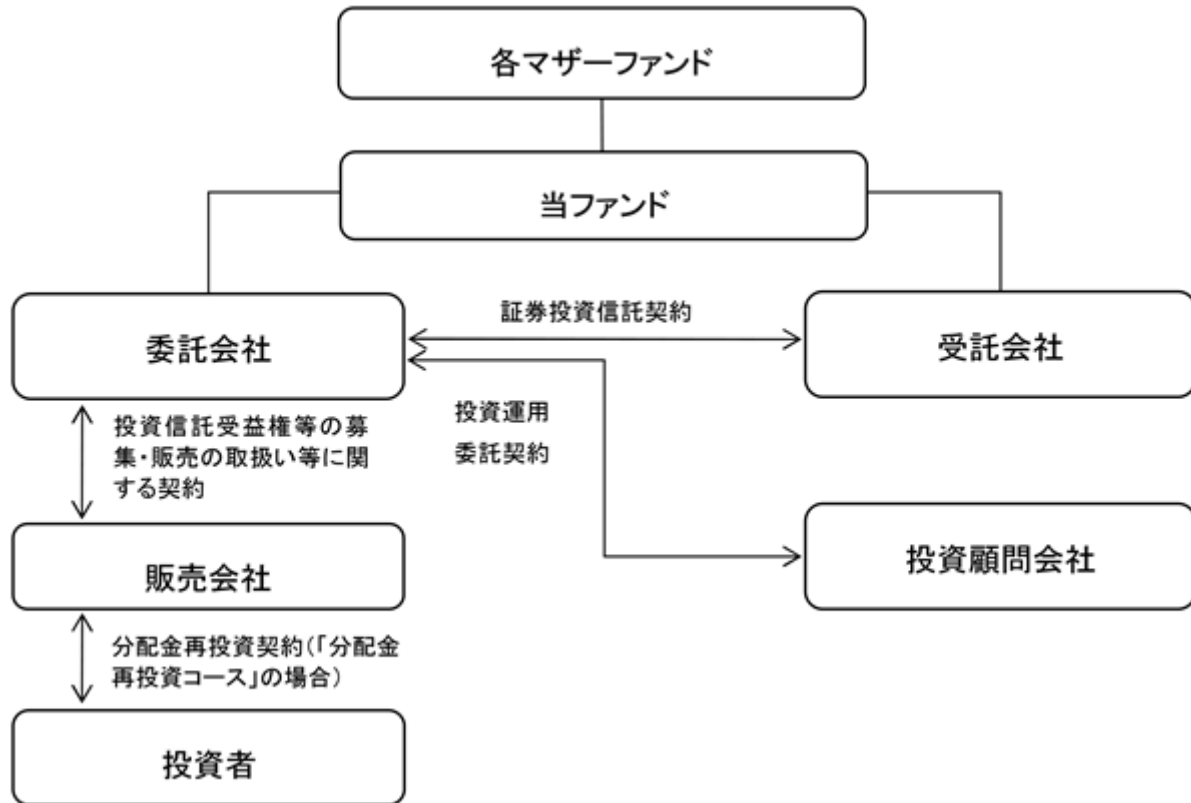 各マザーファンド
当ファンド
委託会社
証券投資信託契約
受託会社
投資信託受益権等の募
集・販売の取扱い等に関
する契約
投資運用
委託契約
販売会社
投資顧問会社
分配金再投資契約(「分配金
再投資コース」の場合)
投資者